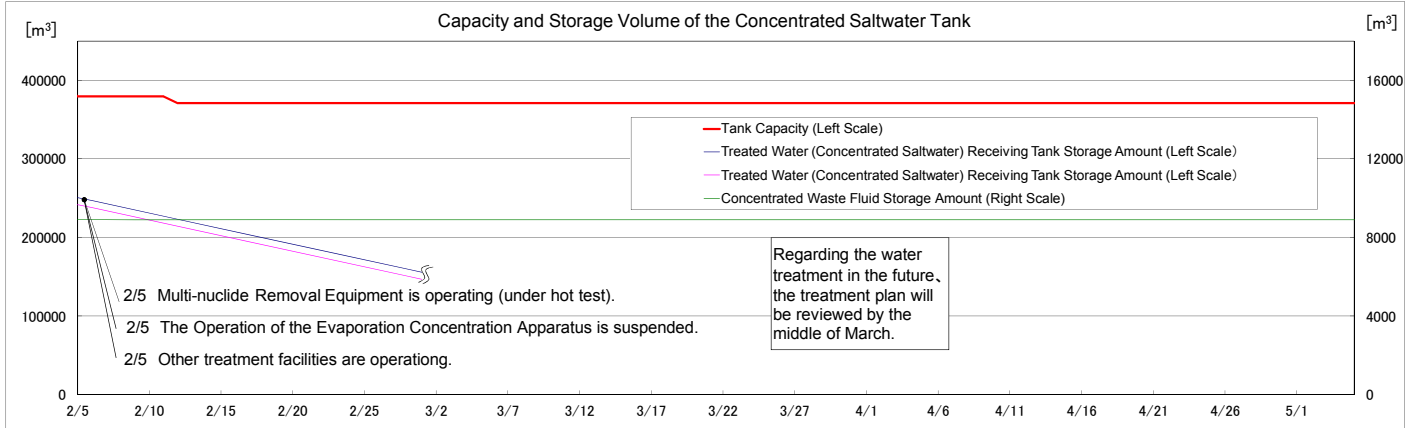 Capacity and Storage Volume of the Concentrated Saltwater Tank
[m³]
[m³]
400000
300000
200000
100000
0
16000
12000
8000
4000
0
Tank Capacity (Left Scale)
Treated Water (Concentrated Saltwater) Receiving Tank Storage Amount (Left Scale)
Treated Water (Concentrated Saltwater) Receiving Tank Storage Amount (Left Scale)
Concentrated Waste Fluid Storage Amount (Right Scale)
2/5 Multi-nuclide Removal Equipment is operating (under hot test).
2/5 The Operation of the Evaporation Concentration Apparatus is suspended.
2/5 Other treatment facilities are operationg.
Regarding the water
treatment in the future、
the treatment plan will
be reviewed by the
middle of March.
2/5 2/10 2/15 2/20 2/25 3/2 3/7 3/12 3/17 3/22 3/27 4/1 4/6 4/11 4/16 4/21 4/26 5/1